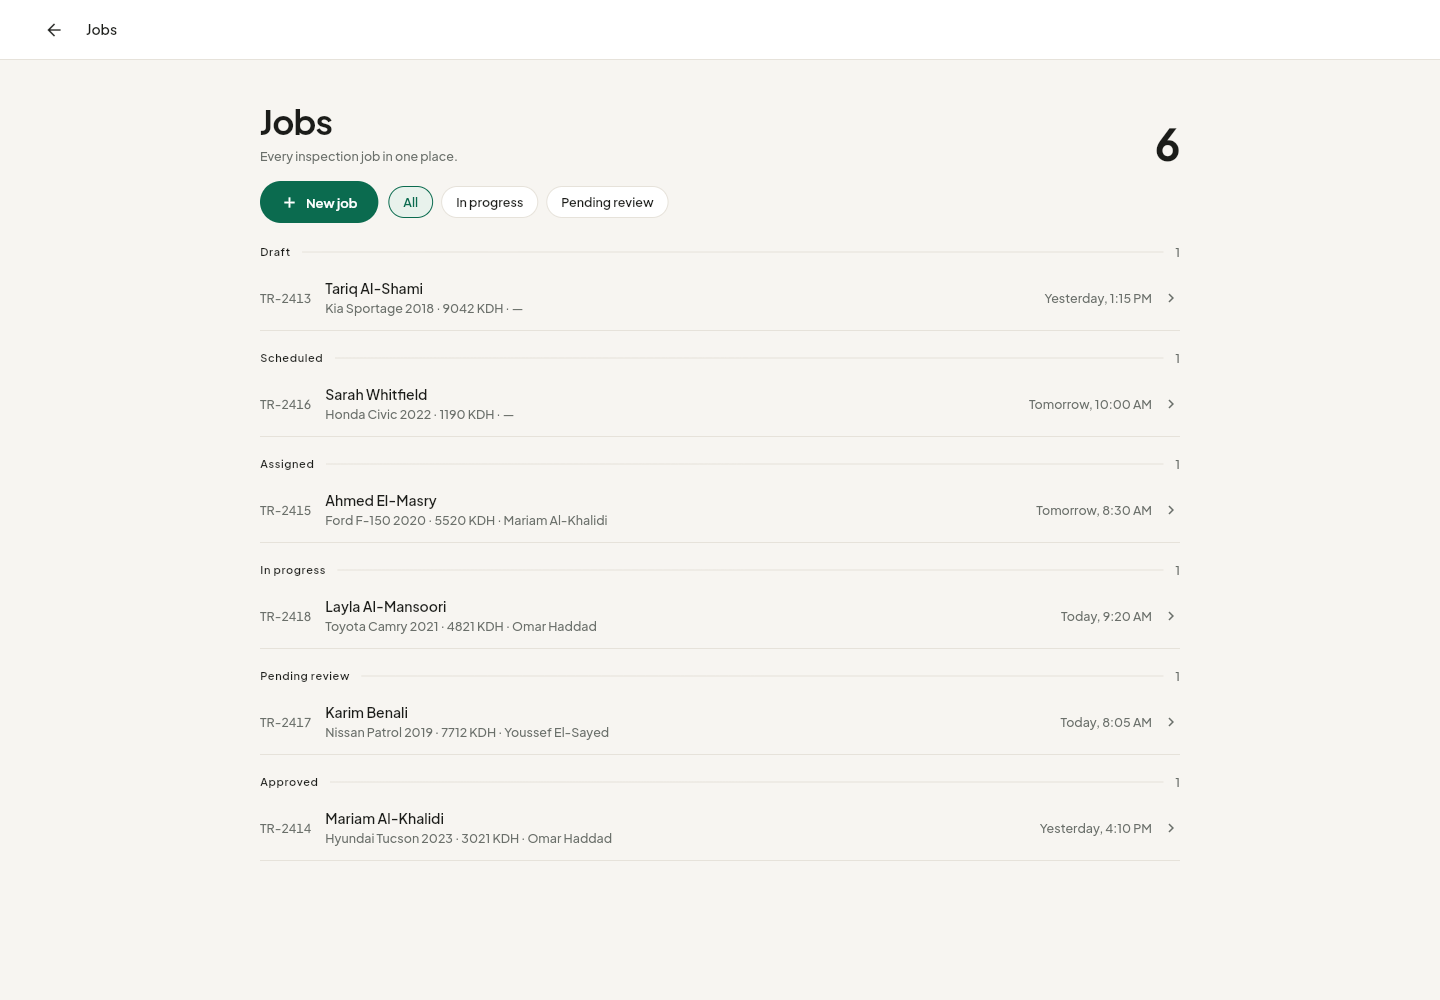 Jobs
Jobs
Every inspection job in one place.
6
New job
All
In progress
Pending review
Draft
1
TR-2413
Tariq Al-Shami
Kia Sportage 2018 · 9042 KDH · —
Yesterday, 1:15 PM
Scheduled
1
TR-2416
Sarah Whitfield
Honda Civic 2022 · 1190 KDH · —
Tomorrow, 10:00 AM
Assigned
1
TR-2415
Ahmed El-Masry
Ford F-150 2020 · 5520 KDH · Mariam Al-Khalidi
Tomorrow, 8:30 AM
In progress
1
TR-2418
Layla Al-Mansoori
Toyota Camry 2021 · 4821 KDH · Omar Haddad
Today, 9:20 AM
Pending review
1
TR-2417
Karim Benali
Nissan Patrol 2019 · 7712 KDH · Youssef El-Sayed
Today, 8:05 AM
Approved
1
TR-2414
Mariam Al-Khalidi
Hyundai Tucson 2023 · 3021 KDH · Omar Haddad
Yesterday, 4:10 PM